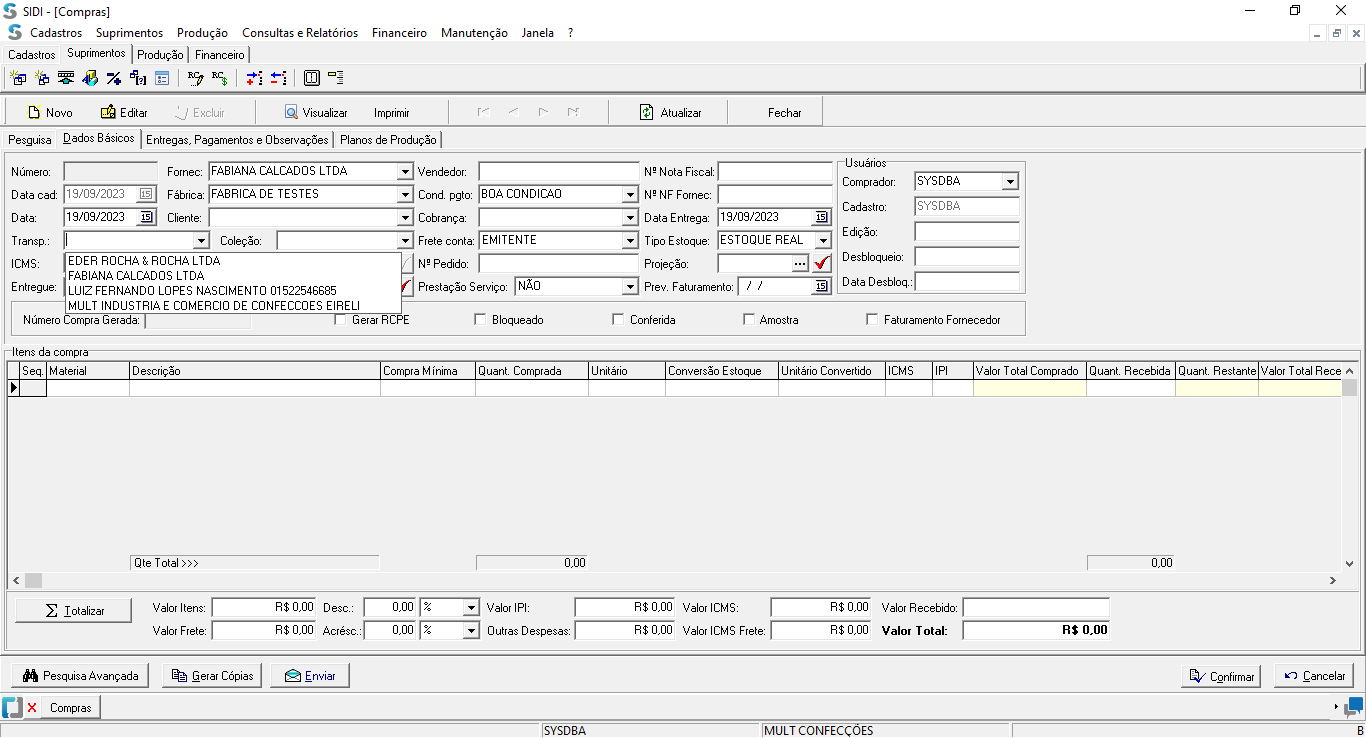 SIDI - [Compras]
Cadastros Suprimentos Produção Consultas e Relatórios Financeiro Manutenção Janela ?
Cadastros Suprimentos Produção Financeiro
Novo Editar Excluir Visualizar Imprimir Atualizar Fechar
Pesquisa Dados Básicos Entregas, Pagamentos e Observações Planos de Produção
Número: Fornec: FABIANA CALCADOS LTDA Vendedor: Nº Nota Fiscal: Usuários
Comprador: SYSDBA
Data cad: 19/09/2023 15 Fábrica: FABRICA DE TESTES Cond. pgto: BOA CONDICAO Nº NF Fornec:
Cadastro: SYSDBA
Data: 19/09/2023 15 Cliente: Cobrança: Data Entrega: 19/09/2023 15
Edição:
Transp.: Coleção: Frete conta: EMITENTE Tipo Estoque: ESTOQUE REAL
Desbloqueio:
EDER ROCHA & ROCHA LTDA
ICMS: FABIANA CALCADOS LTDA Nº Pedido: Projeção: ...
Data Desbloq.:
Entregue: LUIZ FERNANDO LOPES NASCIMENTO 01522546685 Prestação Serviço: NÃO Prev. Faturamento: / / 15
MULT INDUSTRIA E COMERCIO DE CONFECCOES EIRELI
Número Compra Gerada: Gerar RCPE Bloqueado Conferida Amostra Faturamento Fornecedor
Itens da compra
Seq. Material Descrição Compra Mínima Quant. Comprada Unitário Conversão Estoque Unitário Convertido ICMS IPI Valor Total Comprado Quant. Recebida Quant. Restante Valor Total Rece
Qte Total >>> 0,00 0,00
Σ Totalizar Valor Itens: R$ 0,00 Desc.: 0,00 % Valor IPI: R$ 0,00 Valor ICMS: R$ 0,00 Valor Recebido:
Valor Frete: R$ 0,00 Acrésc.: 0,00 % Outras Despesas: R$ 0,00 Valor ICMS Frete: R$ 0,00 Valor Total: R$ 0,00
Pesquisa Avançada Gerar Cópias Enviar Confirmar Cancelar
Compras
SYSDBA MULT CONFECÇÕES B